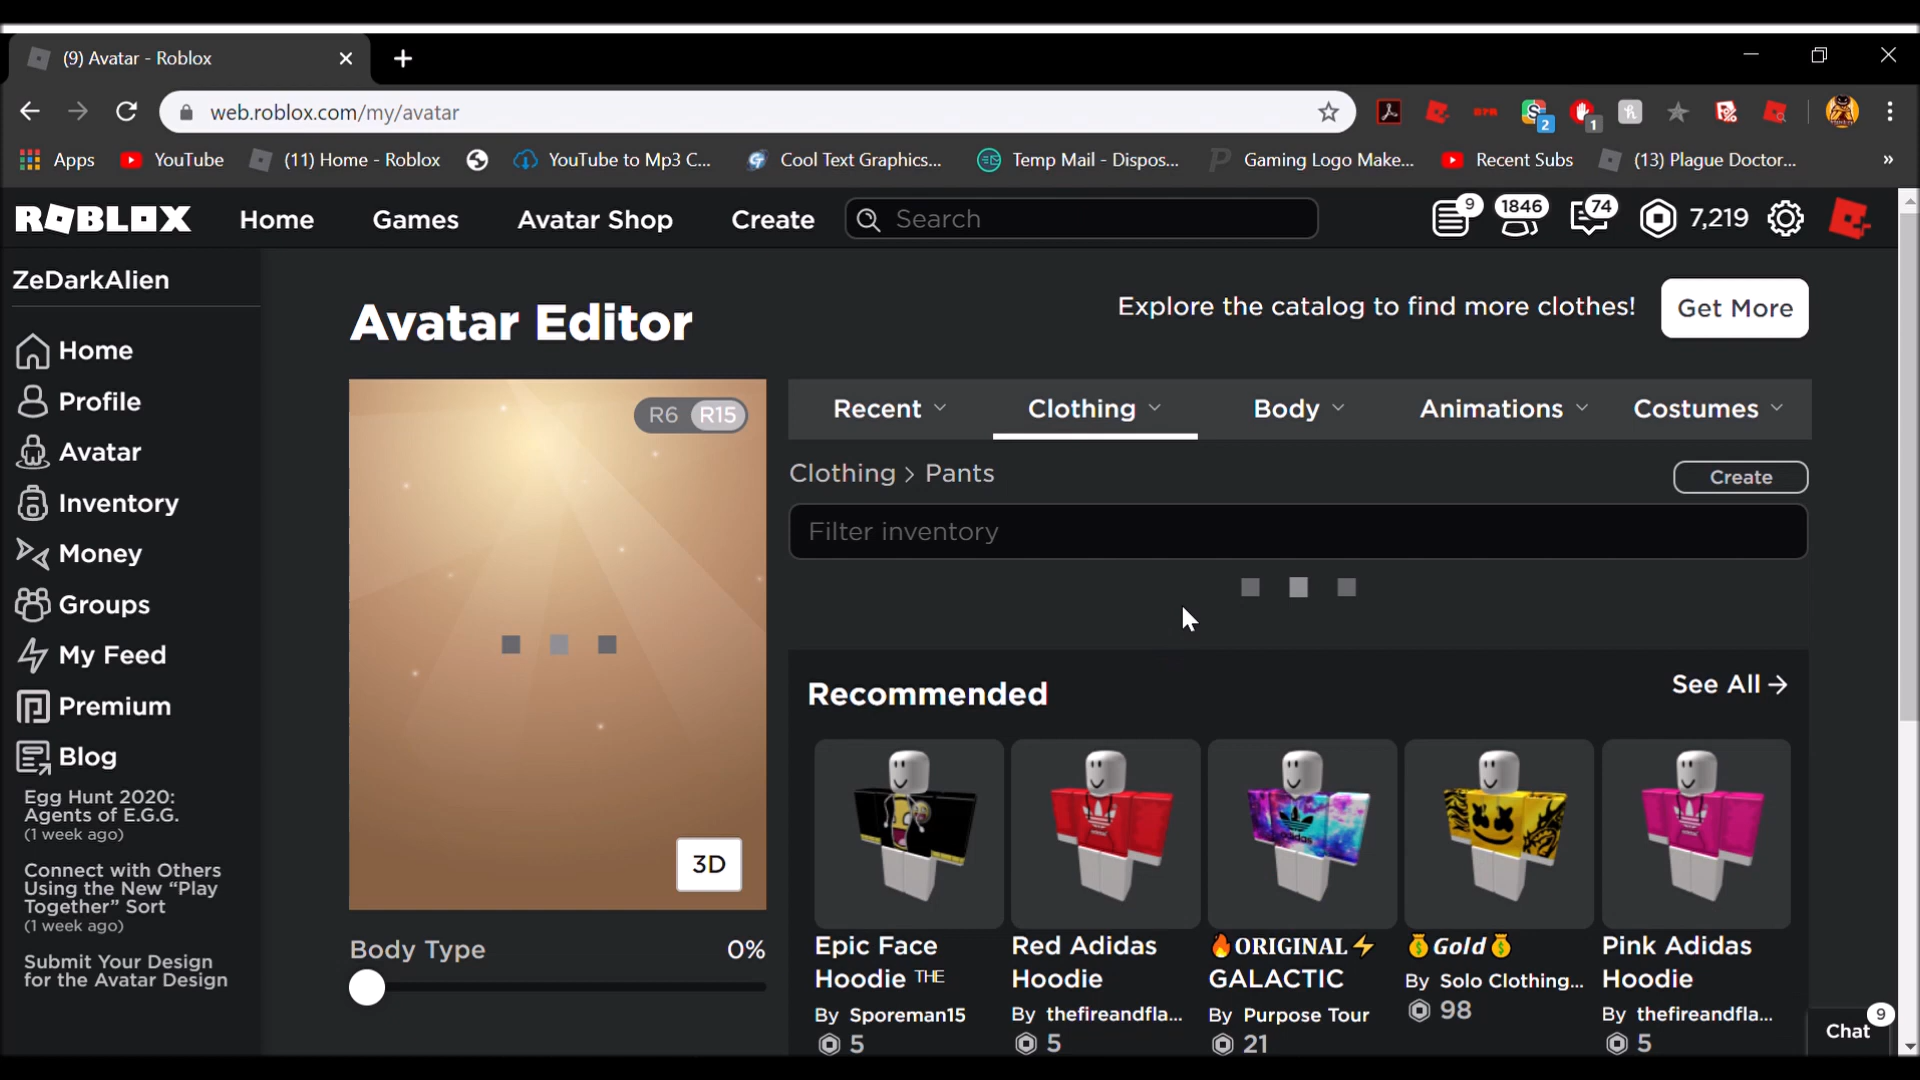 (9) Avatar - Roblox
web.roblox.com/my/avatar
2
1
Apps
YouTube
(11) Home - Roblox
YouTube to Mp3 C...
Cool Text Graphics...
Temp Mail - Dispos...
Gaming Logo Make...
Recent Subs
(13) Plague Doctor...
»
ROBLOX
Home
Games
Avatar Shop
Create
Search
9
1846
74
7,219
ZeDarkAlien
Home
Profile
Avatar
Inventory
Money
Groups
My Feed
Premium
Blog
Egg Hunt 2020:
Agents of E.G.G.
(1 week ago)
Connect with Others
Using the New “Play
Together” Sort
(1 week ago)
Submit Your Design
for the Avatar Design
Avatar Editor
Explore the catalog to find more clothes!
Get More
R6
R15
3D
Body Type
0%
Recent
Clothing
Body
Animations
Costumes
Clothing > Pants
Create
Filter inventory
Recommended
See All →
Epic Face
Hoodie ᵀᴴᴱ
By Sporeman15
5
Red Adidas
Hoodie
By thefireandfla...
5
🔥ORIGINAL⚡
GALACTIC
By Purpose Tour
21
💰Gold💰
By Solo Clothing...
98
Pink Adidas
Hoodie
By thefireandfla...
5
Chat
9